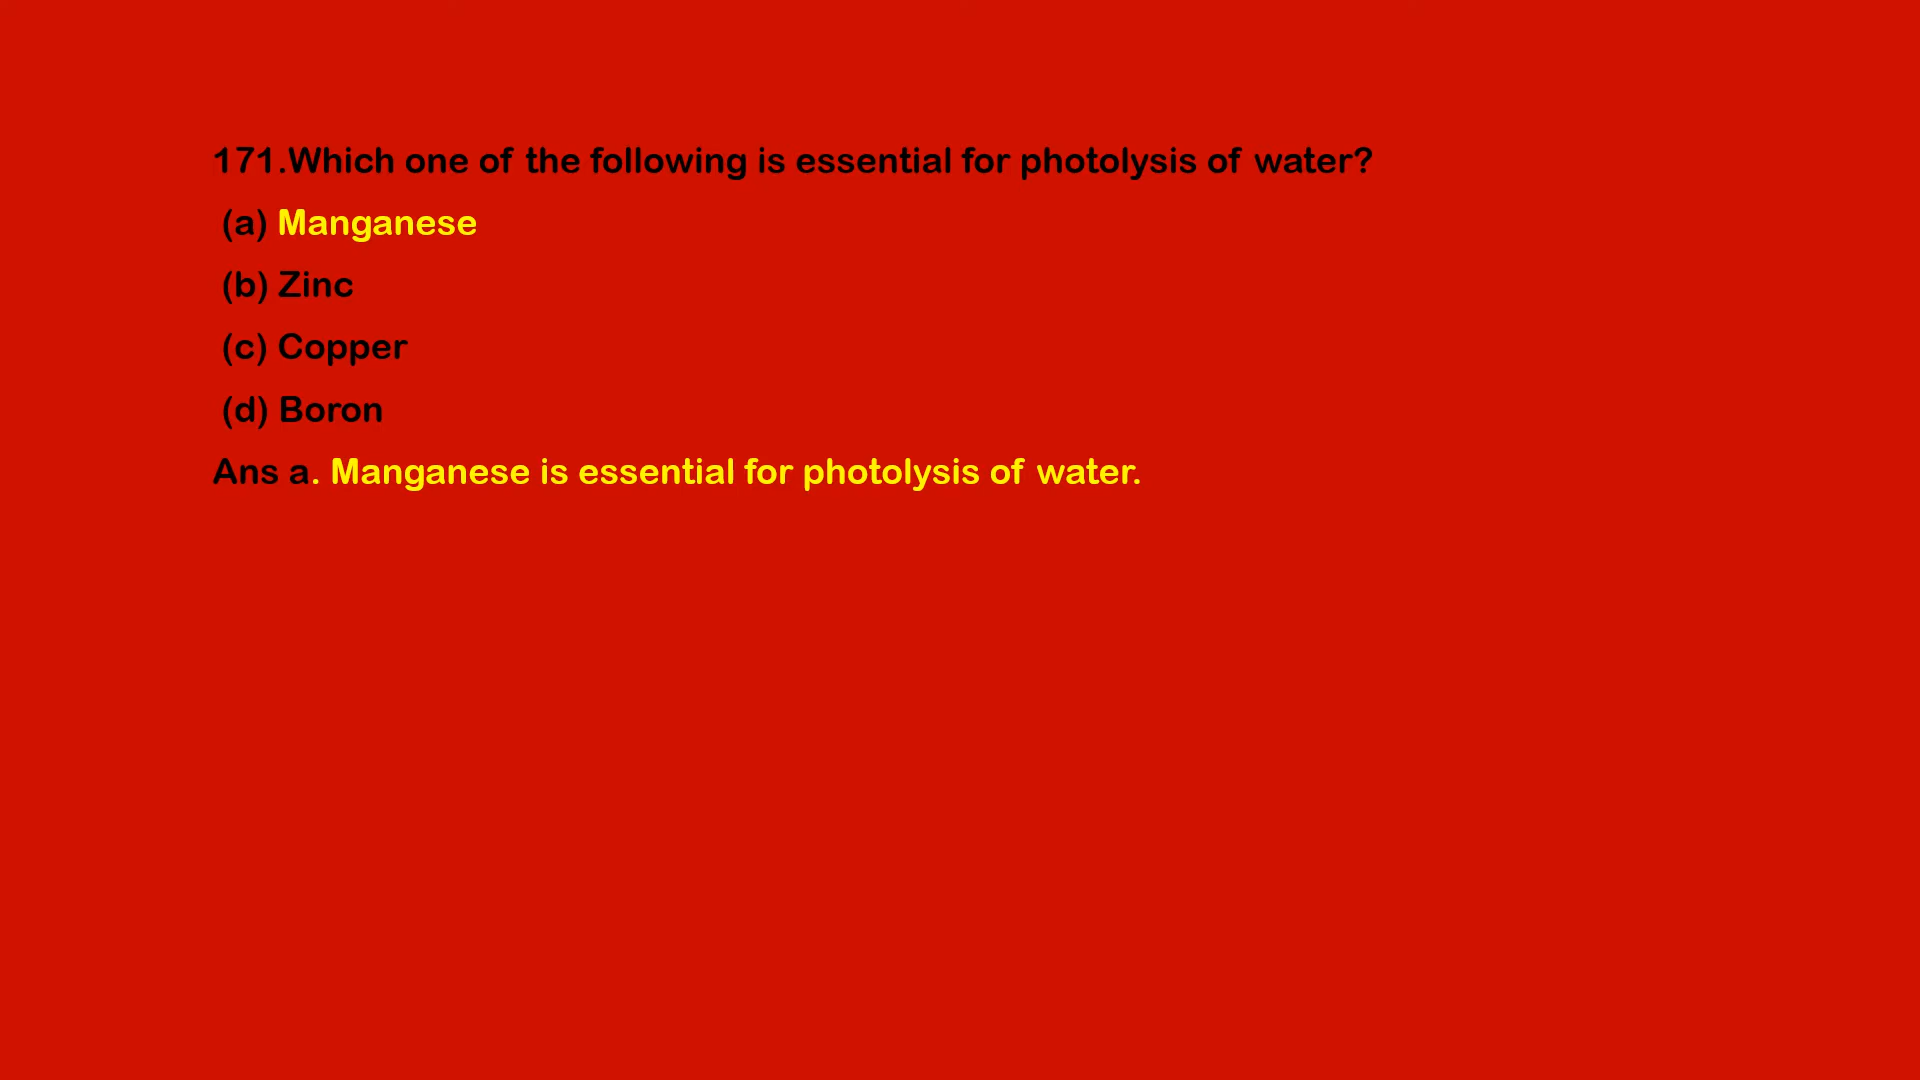 171.Which one of the following is essential for photolysis of water?
(a) Manganese
(b) Zinc
(c) Copper
(d) Boron
Ans a. Manganese is essential for photolysis of water.